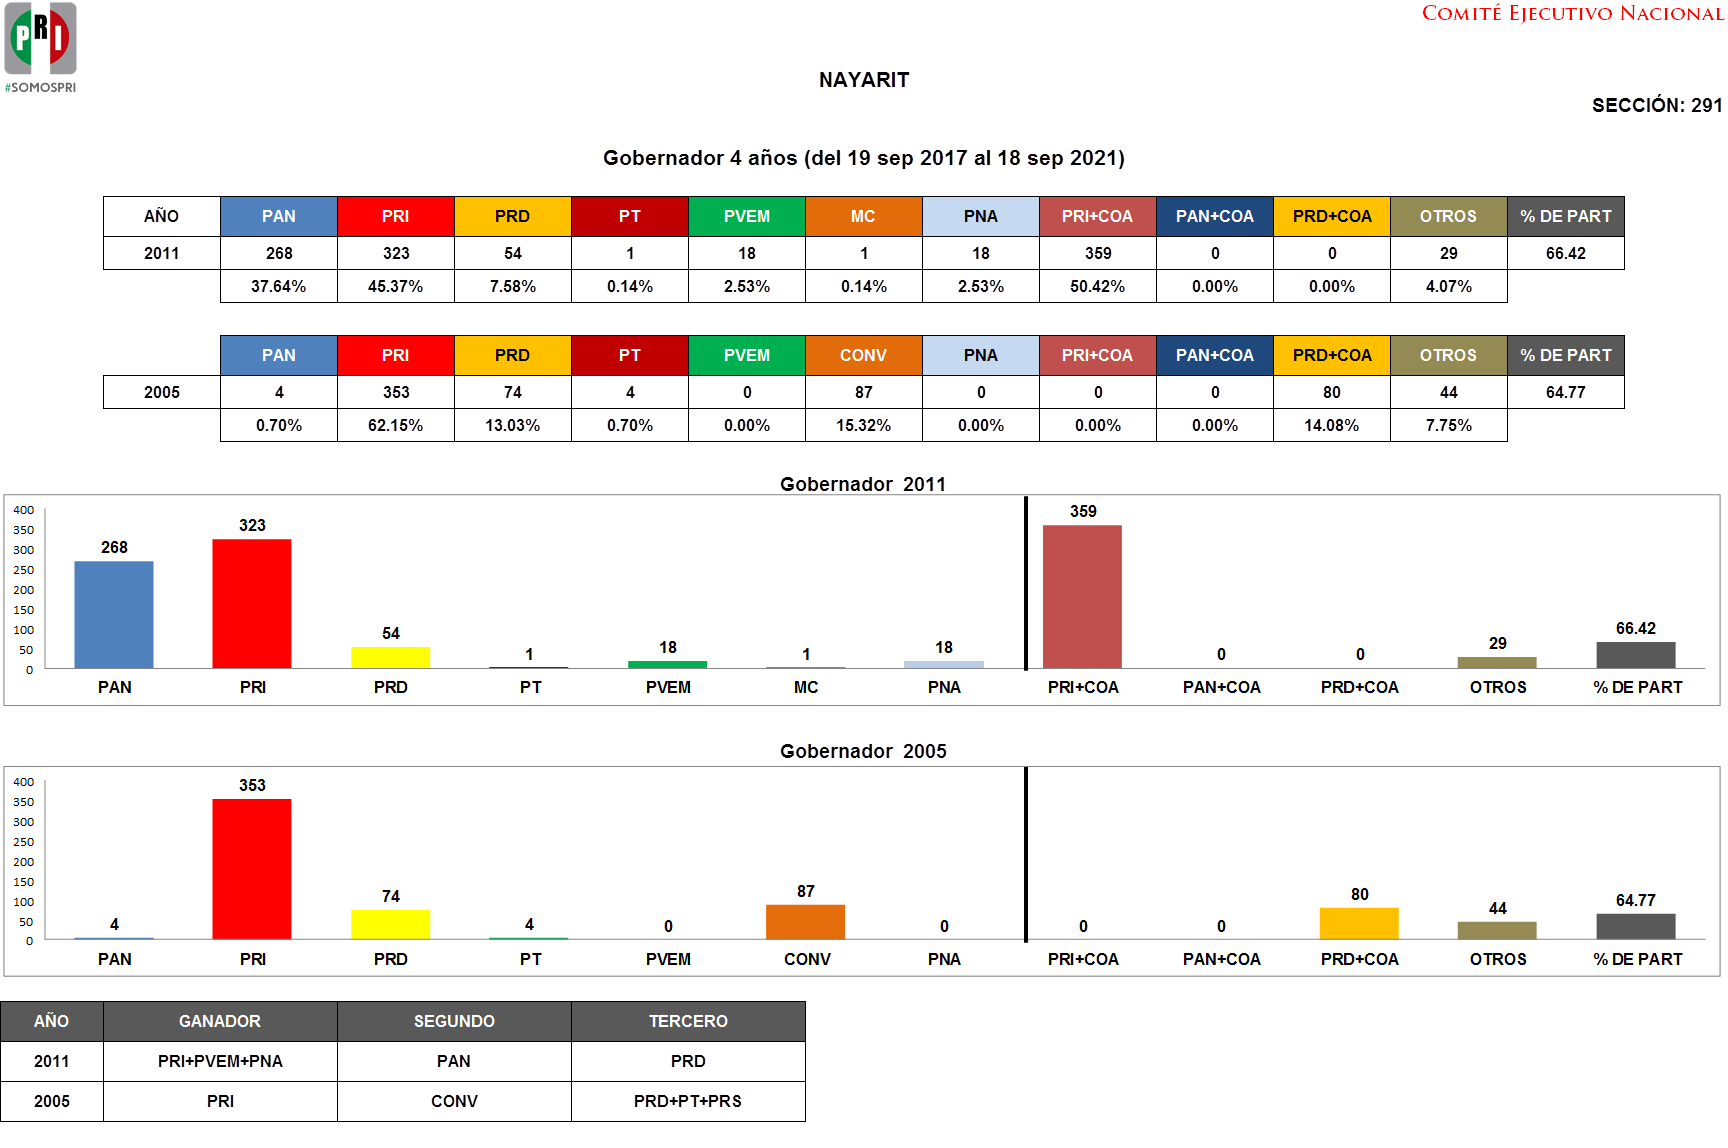 COMITÉ EJECUTIVO NACIONAL
PRI
#SOMOSPRI
NAYARIT
SECCIÓN: 291
Gobernador 4 años (del 19 sep 2017 al 18 sep 2021)
AÑO PAN PRI PRD PT PVEM MC PNA PRI+COA PAN+COA PRD+COA OTROS % DE PART
2011 268 323 54 1 18 1 18 359 0 0 29 66.42
37.64% 45.37% 7.58% 0.14% 2.53% 0.14% 2.53% 50.42% 0.00% 0.00% 4.07%
PAN PRI PRD PT PVEM CONV PNA PRI+COA PAN+COA PRD+COA OTROS % DE PART
2005 4 353 74 4 0 87 0 0 0 80 44 64.77
0.70% 62.15% 13.03% 0.70% 0.00% 15.32% 0.00% 0.00% 0.00% 14.08% 7.75%
Gobernador 2011
400
350
300
250
200
150
100
50
0
268 323 54 1 18 1 18 359 0 0 29 66.42
PAN PRI PRD PT PVEM MC PNA PRI+COA PAN+COA PRD+COA OTROS % DE PART
Gobernador 2005
400
350
300
250
200
150
100
50
0
4 353 74 4 0 87 0 0 0 80 44 64.77
PAN PRI PRD PT PVEM CONV PNA PRI+COA PAN+COA PRD+COA OTROS % DE PART
AÑO GANADOR SEGUNDO TERCERO
2011 PRI+PVEM+PNA PAN PRD
2005 PRI CONV PRD+PT+PRS